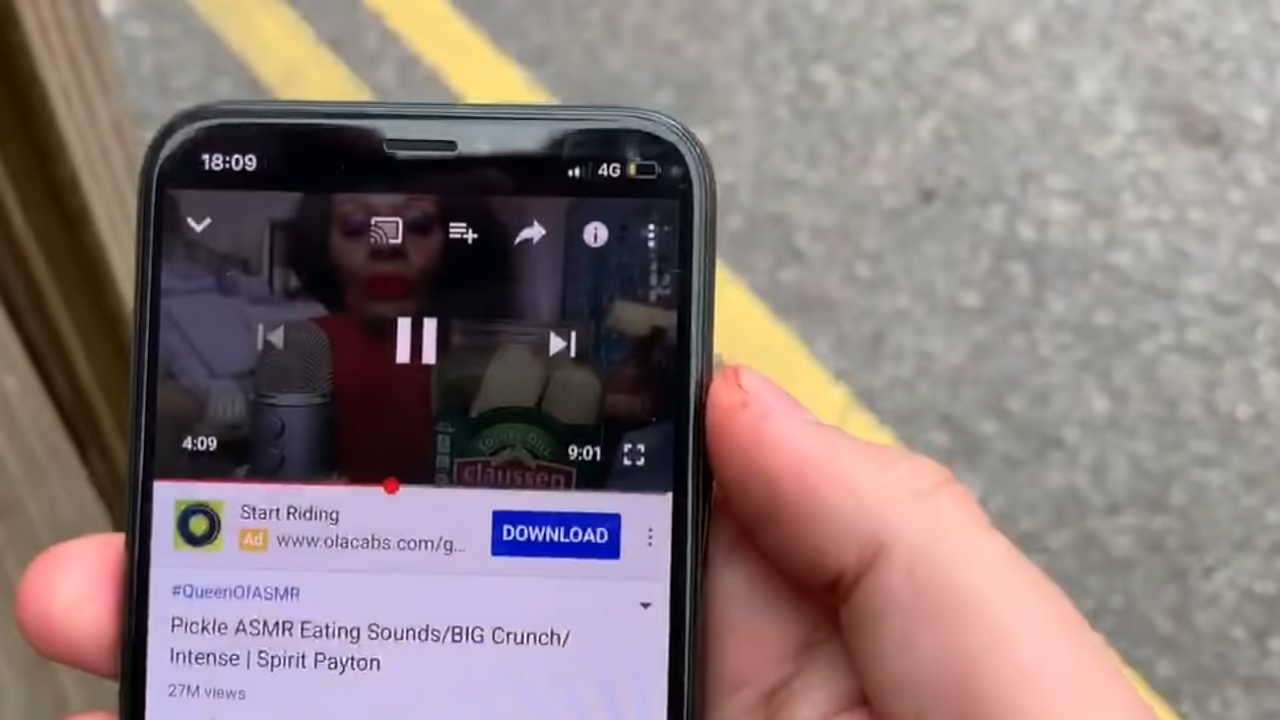 18:09
4G
4:09
9:01
claussen
Start Riding
Ad www.olacabs.com/g...
DOWNLOAD
#QueenOfASMR
Pickle ASMR Eating Sounds/BIG Crunch/
Intense | Spirit Payton
27M views